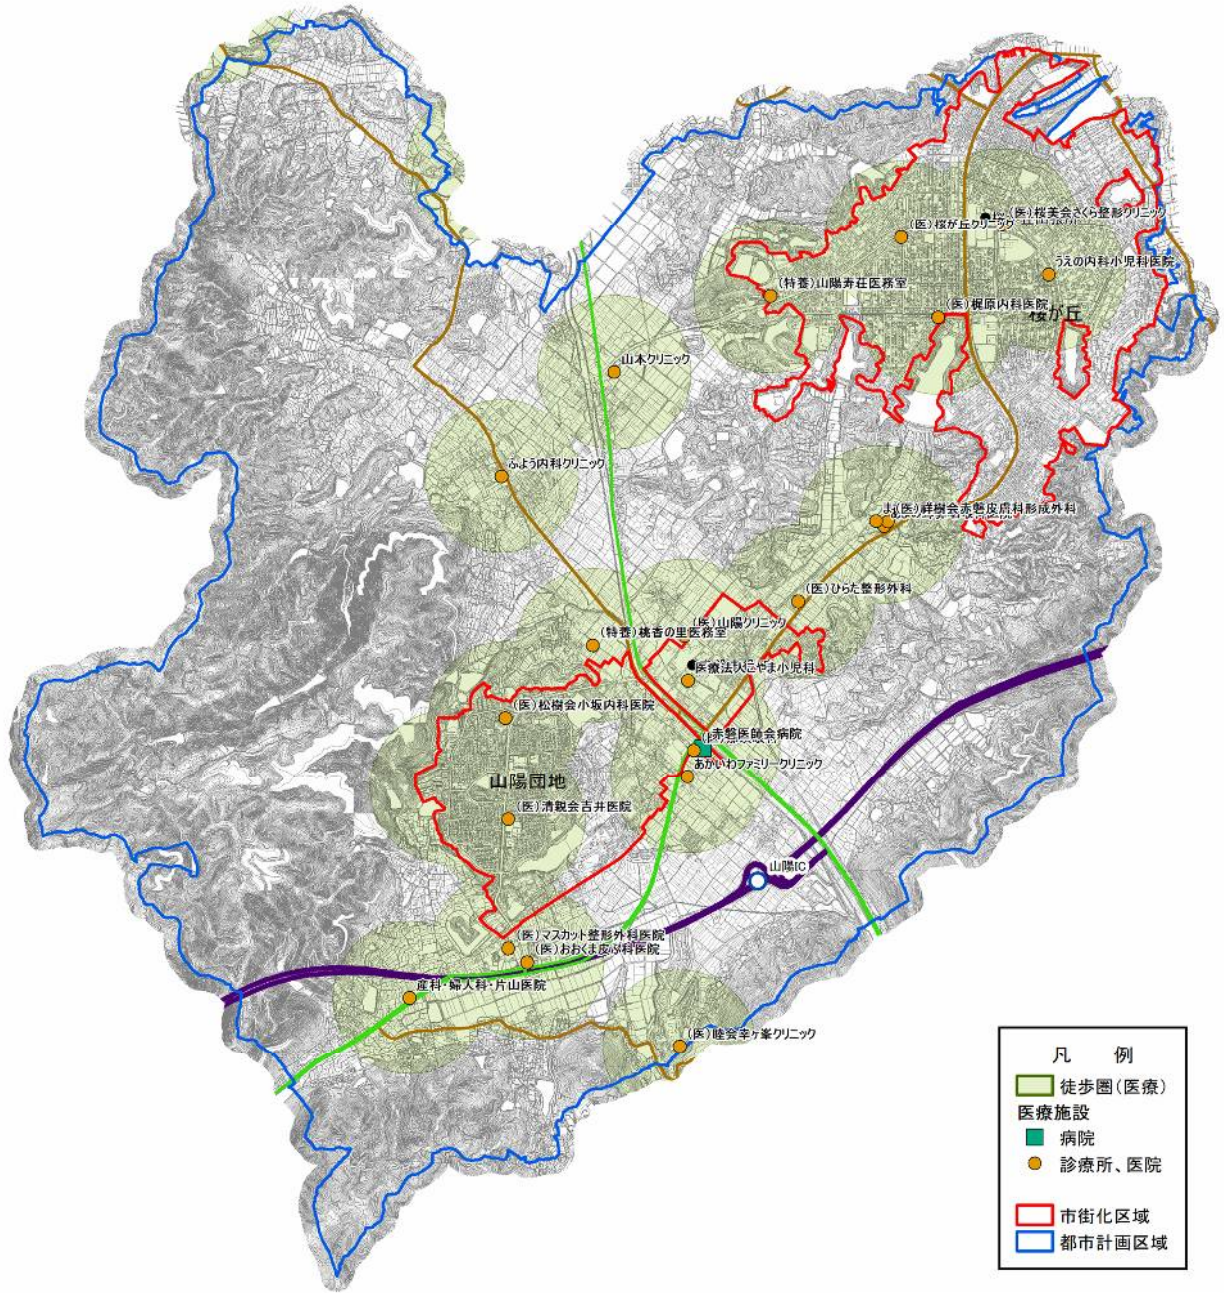 (医)桜美会さくら整形クリニック
(医)桜が丘クリニック
うえの内科小児科医院
(特養)山陽寿荘医務室
(医)梶原内科医院
桜が丘
山本クリニック
ふよう内科クリニック
(医)祥樹会赤磐皮膚科形成外科
(医)ひらた整形外科
(医)山陽クリニック
(特養)桃香の里医務室
医療法人こやま小児科
(医)松樹会小坂内科医院
赤磐医師会病院
あかいわファミリークリニック
山陽団地
(医)清親会吉井医院
山陽IC
(医)マスカット整形外科医院
(医)おおくま皮ふ科医院
産科・婦人科・片山医院
(医)睦会幸ヶ峯クリニック
凡 例
徒歩圏(医療)
医療施設
病院
診療所、医院
市街化区域
都市計画区域